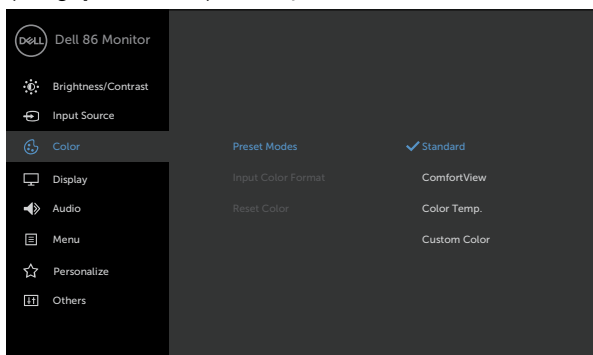 DELL Dell 86 Monitor
Brightness/Contrast
Input Source
Color Preset Modes Standard
Display Input Color Format ComfortView
Audio Reset Color Color Temp.
Menu Custom Color
Personalize
Others